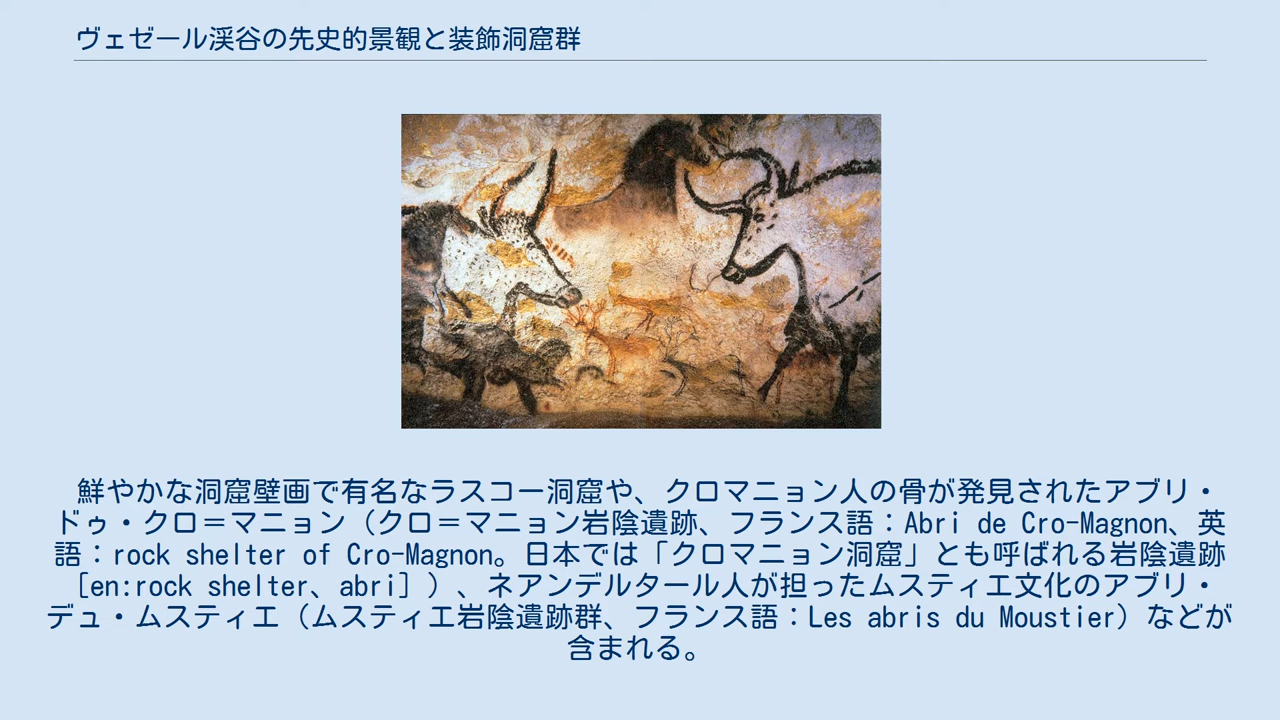 ヴェゼール渓谷の先史的景観と装飾洞窟群
鮮やかな洞窟壁画で有名なラスコー洞窟や、クロマニョン人の骨が発見されたアブリ・
ドゥ・クロ＝マニョン（クロ＝マニョン岩陰遺跡、フランス語：Abri de Cro-Magnon、英
語：rock shelter of Cro-Magnon。日本では「クロマニョン洞窟」とも呼ばれる岩陰遺跡
［en:rock shelter、abri］）、ネアンデルタール人が担ったムスティエ文化のアブリ・
デュ・ムスティエ（ムスティエ岩陰遺跡群、フランス語：Les abris du Moustier）などが
含まれる。